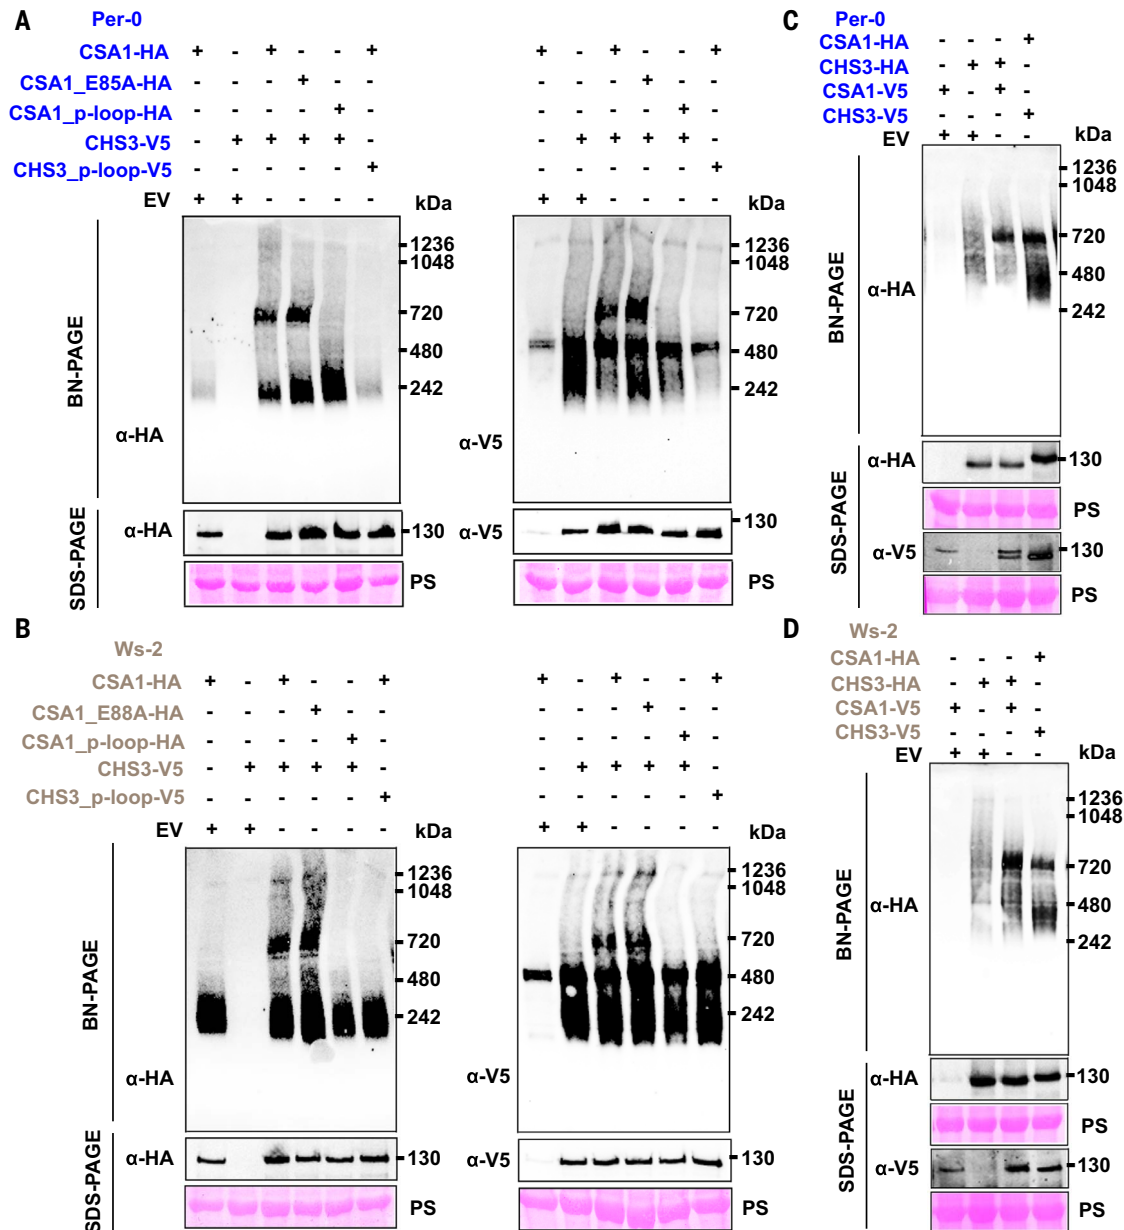 A
Per-0
CSA1-HA + - + - - + + - + - - +
CSA1_E85A-HA - - - + - - - - - + - -
CSA1_p-loop-HA - - - - + - - - - - + -
CHS3-V5 - + + + + - - + + + + -
CHS3_p-loop-V5 - - - - - + - - - - - +
EV + + - - - - kDa + + - - - - kDa
BN-PAGE
1236 1236
1048 1048
720 720
480 480
242 242
α-HA α-V5
SDS-PAGE
α-HA 130 α-V5 130
PS PS
B
Ws-2
CSA1-HA + - + - - + + - + - - +
CSA1_E88A-HA - - - + - - - - - + - -
CSA1_p-loop-HA - - - - + - - - - - + -
CHS3-V5 - + + + + - - + + + + -
CHS3_p-loop-V5 - - - - - + - - - - - +
EV + + - - - - kDa + + - - - - kDa
BN-PAGE
1236 1236
1048 1048
720 720
480 480
242 242
α-HA α-V5
SDS-PAGE
α-HA 130 α-V5 130
PS PS
C
Per-0
CSA1-HA - - - +
CHS3-HA - + + -
CSA1-V5 + - + -
CHS3-V5 - - - +
EV + + - - kDa
BN-PAGE
1236
1048
720
480
α-HA
242
SDS-PAGE
α-HA 130
PS
α-V5 130
PS
D
Ws-2
CSA1-HA - - - +
CHS3-HA - + + -
CSA1-V5 + - + -
CHS3-V5 - - - +
EV + + - - kDa
BN-PAGE
1236
1048
720
α-HA 480
242
SDS-PAGE
α-HA 130
PS
α-V5 130
PS